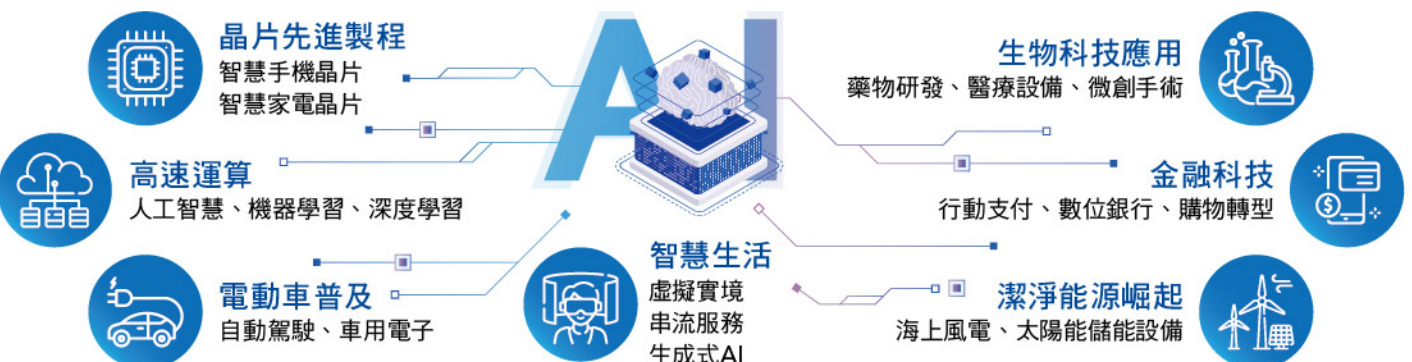 AI
晶片先進製程
智慧手機晶片
智慧家電晶片
高速運算
人工智慧、機器學習、深度學習
電動車普及
自動駕駛、車用電子
智慧生活
虛擬實境
串流服務
生成式AI
生物科技應用
藥物研發、醫療設備、微創手術
金融科技
行動支付、數位銀行、購物轉型
潔淨能源崛起
海上風電、太陽能儲能設備